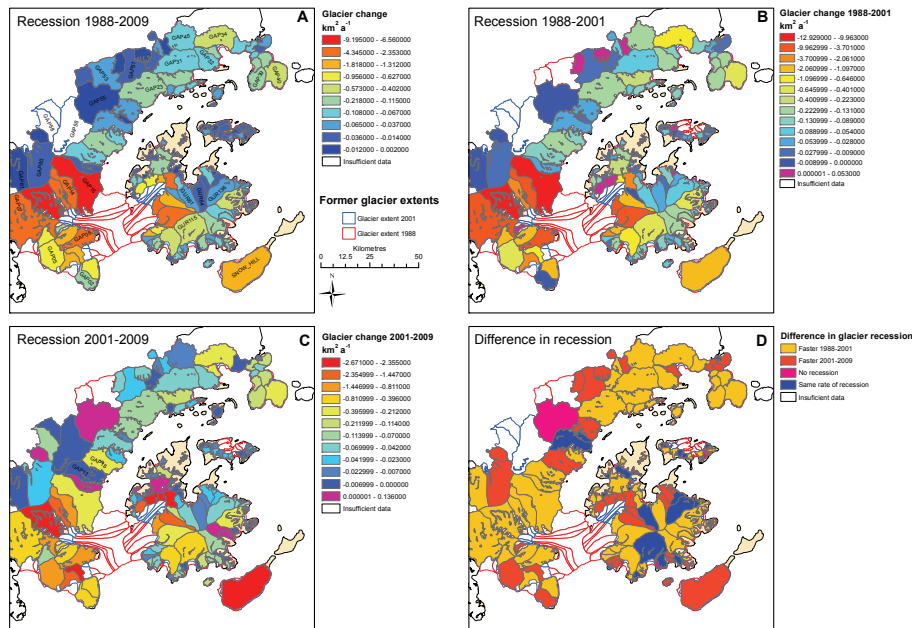 Recession 1988-2009
A
Glacier change
km² a⁻¹
-9.195000 - -6.560000
-4.345000 - -2.353000
-1.818000 - -1.312000
-0.956000 - -0.627000
-0.573000 - -0.402000
-0.218000 - -0.115000
-0.108000 - -0.067000
-0.065000 - -0.037000
-0.036000 - -0.014000
-0.012000 - 0.002000
Insufficient data
Former glacier extents
Glacier extent 2001
Glacier extent 1988
Kilometres
0 12.5 25 50
N
GAP45
GAP34
GAP31
GAP32
GAP23
GUR115
SNOW_HILL
Recession 1988-2001
B
Glacier change 1988-2001
km² a⁻¹
-12.929000 - -9.963000
-9.962999 - -3.701000
-3.700999 - -2.061000
-2.060999 - -1.097000
-1.096999 - -0.646000
-0.645999 - -0.401000
-0.400999 - -0.223000
-0.222999 - -0.131000
-0.130999 - -0.089000
-0.088999 - -0.054000
-0.053999 - -0.028000
-0.027999 - -0.009000
-0.008999 - 0.000000
0.000001 - 0.053000
Insufficient data
Recession 2001-2009
C
Glacier change 2001-2009
km² a⁻¹
-2.671000 - -2.355000
-2.354999 - -1.447000
-1.446999 - -0.811000
-0.810999 - -0.396000
-0.395999 - -0.212000
-0.211999 - -0.114000
-0.113999 - -0.070000
-0.069999 - -0.042000
-0.041999 - -0.023000
-0.022999 - -0.007000
-0.006999 - 0.000000
0.000001 - 0.136000
Insufficient data
Difference in recession
D
Difference in glacier recession
Faster 1988-2001
Faster 2001-2009
No recession
Same rate of recession
Insufficient data